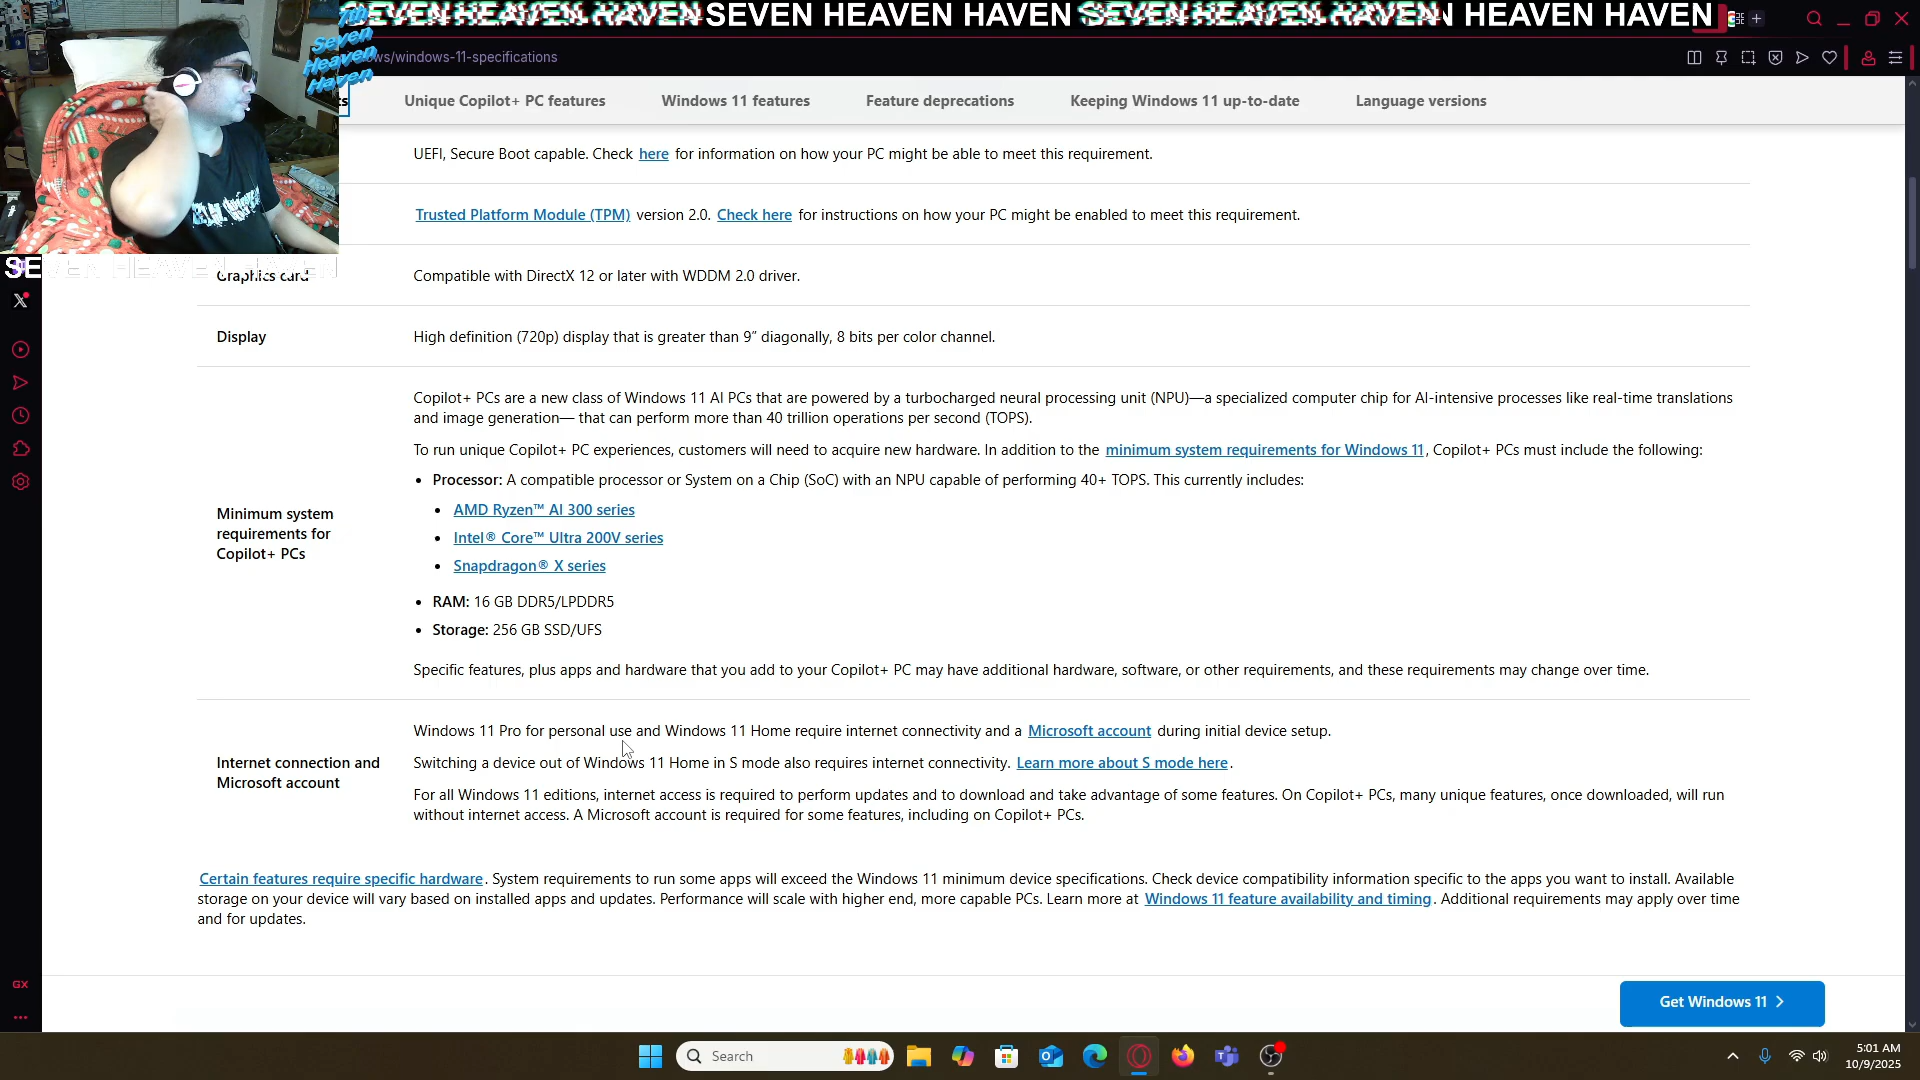 SEVEN HEAVEN HAVEN SEVEN HEAVEN HAVEN SEVEN HEAVEN HAVEN N HEAVEN HAVEN
7th
Seven
Heaven
Haven
ws/windows-11-specifications
ts
Unique Copilot+ PC features
Windows 11 features
Feature deprecations
Keeping Windows 11 up-to-date
Language versions
UEFI, Secure Boot capable. Check here for information on how your PC might be able to meet this requirement.
Trusted Platform Module (TPM) version 2.0. Check here for instructions on how your PC might be enabled to meet this requirement.
SEVEN HEAVEN HAVEN
Graphics card
Compatible with DirectX 12 or later with WDDM 2.0 driver.
Display
High definition (720p) display that is greater than 9” diagonally, 8 bits per color channel.
Minimum system
requirements for
Copilot+ PCs
Copilot+ PCs are a new class of Windows 11 AI PCs that are powered by a turbocharged neural processing unit (NPU)—a specialized computer chip for AI-intensive processes like real-time translations
and image generation— that can perform more than 40 trillion operations per second (TOPS).
To run unique Copilot+ PC experiences, customers will need to acquire new hardware. In addition to the minimum system requirements for Windows 11, Copilot+ PCs must include the following:
• Processor: A compatible processor or System on a Chip (SoC) with an NPU capable of performing 40+ TOPS. This currently includes:
• AMD Ryzen™ AI 300 series
• Intel® Core™ Ultra 200V series
• Snapdragon® X series
• RAM: 16 GB DDR5/LPDDR5
• Storage: 256 GB SSD/UFS
Specific features, plus apps and hardware that you add to your Copilot+ PC may have additional hardware, software, or other requirements, and these requirements may change over time.
Internet connection and
Microsoft account
Windows 11 Pro for personal use and Windows 11 Home require internet connectivity and a Microsoft account during initial device setup.
Switching a device out of Windows 11 Home in S mode also requires internet connectivity. Learn more about S mode here.
For all Windows 11 editions, internet access is required to perform updates and to download and take advantage of some features. On Copilot+ PCs, many unique features, once downloaded, will run
without internet access. A Microsoft account is required for some features, including on Copilot+ PCs.
Certain features require specific hardware. System requirements to run some apps will exceed the Windows 11 minimum device specifications. Check device compatibility information specific to the apps you want to install. Available
storage on your device will vary based on installed apps and updates. Performance will scale with higher end, more capable PCs. Learn more at Windows 11 feature availability and timing. Additional requirements may apply over time
and for updates.
GX
Get Windows 11
Search
5:01 AM
10/9/2025